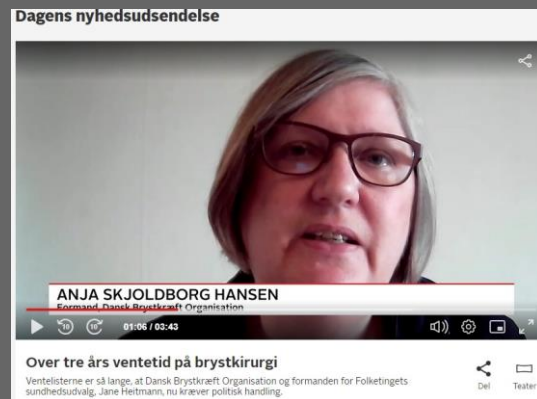 Dagens nyhedsudsendelse
ANJA SKJOLDBORG HANSEN
Formand, Dansk Brystkræft Organisation
10 10 01:06 / 03:43
Over tre års ventetid på brystkirurgi
Ventelisterne er så lange, at Dansk Brystkræft Organisation og formanden for Folketingets
sundhedsudvalg, Jane Heitmann, nu kræver politisk handling.
Del Teater